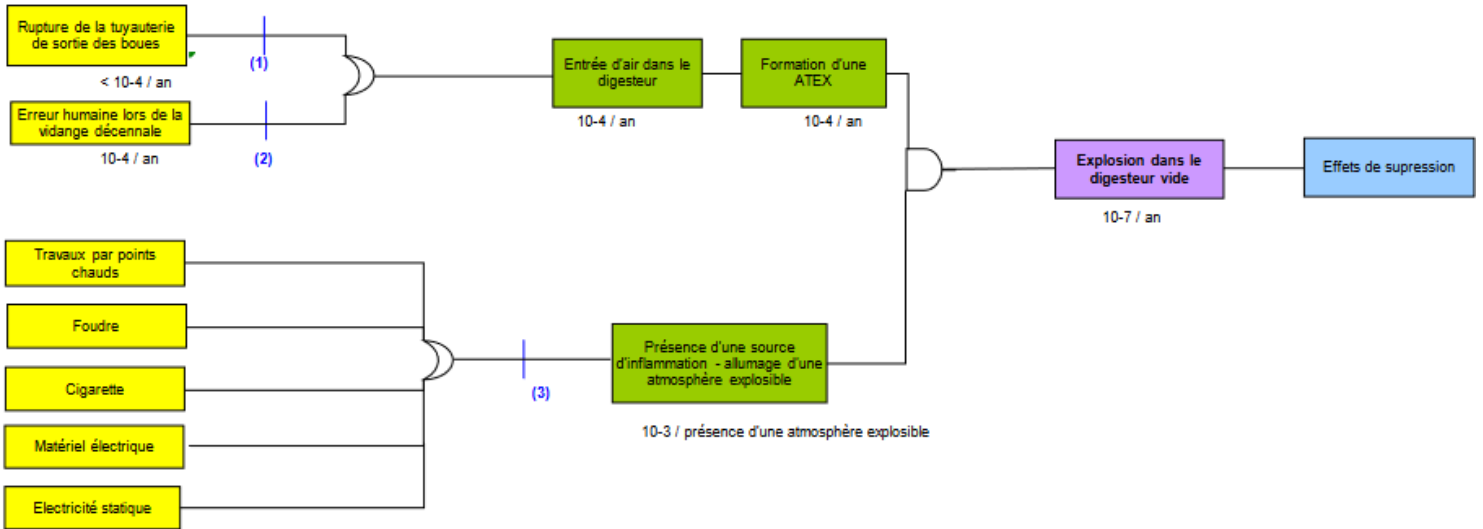 Rupture de la tuyauterie
de sortie des boues
(1)
< 10-4 / an
Erreur humaine lors de la
vidange décennale
10-4 / an
(2)
Entrée d'air dans le
digesteur
10-4 / an
Formation d'une
ATEX
10-4 / an
Explosion dans le
digesteur vide
10-7 / an
Effets de supression
Travaux par points
chauds
Foudre
Cigarette
Matériel électrique
Electricité statique
(3)
Présence d'une source
d'inflammation - allumage d'une
atmosphère explosible
10-3 / présence d'une atmosphère explosible